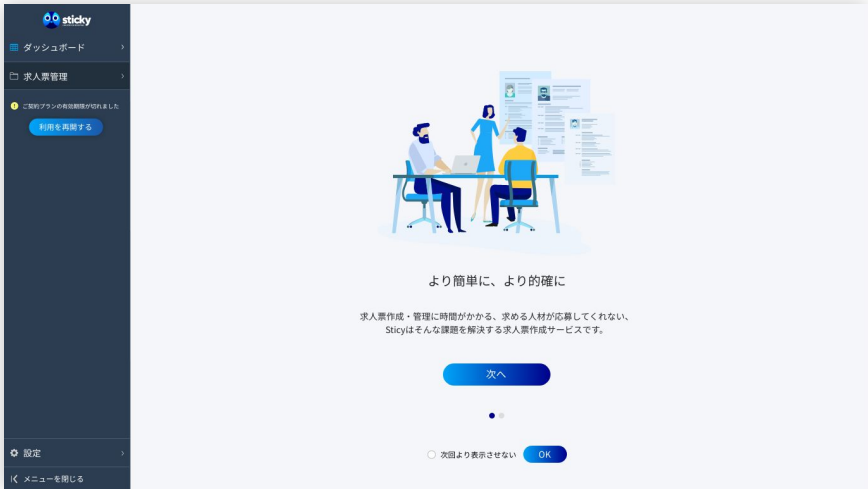 sticky
ダッシュボード
求人票管理
ご契約プランの有効期限が切れました
利用を再開する
より簡単に、より的確に
求人票作成・管理に時間がかかる、求める人材が応募してくれない、
Sticyはそんな課題を解決する求人票作成サービスです。
次へ
次回より表示させない
OK
設定
メニューを閉じる